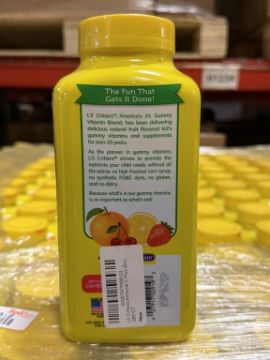 The Fun That
Gets It Done!
L'il Critters™ America's #1 Gummy
Vitamin Brand, has been delivering
delicious natural fruit flavored kid's
gummy vitamins and supplements
for over 20 years.
As the pioneer in gummy vitamins,
L'il Critters® strives to provide the
nutrients your child needs without all
the extras: no high fructose corn syrup,
no synthetic FD&C dyes, no gluten,
and no dairy.
Because what's in our gummy vitamins
is as important as what's not!